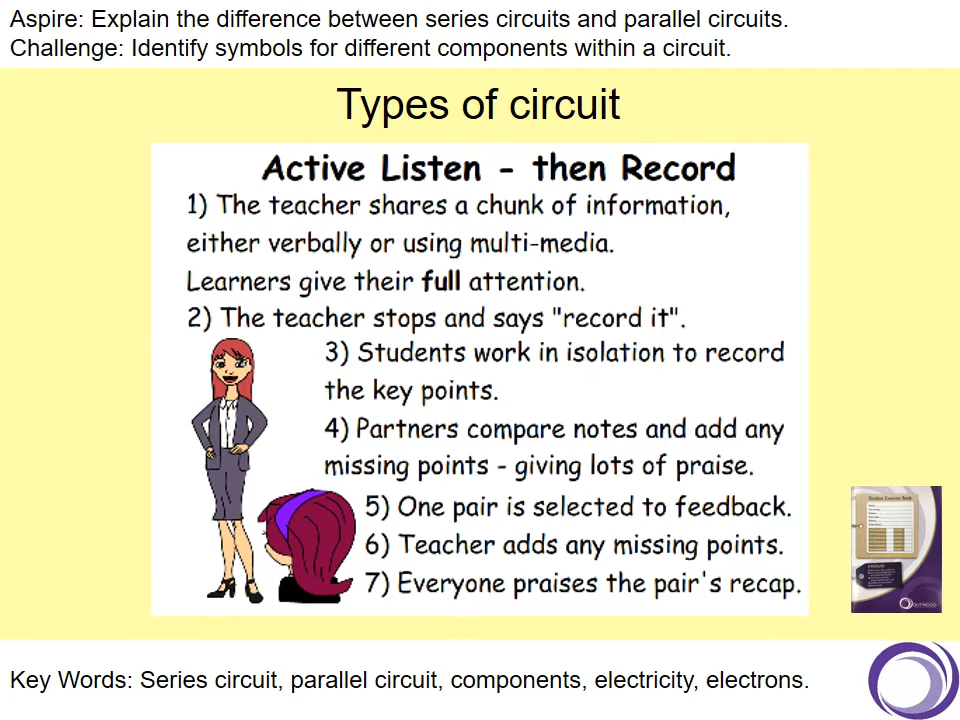 Aspire: Explain the difference between series circuits and parallel circuits.
Challenge: Identify symbols for different components within a circuit.
Types of circuit
Active Listen - then Record
1) The teacher shares a chunk of information,
either verbally or using multi-media.
Learners give their full attention.
2) The teacher stops and says "record it".
3) Students work in isolation to record
the key points.
4) Partners compare notes and add any
missing points - giving lots of praise.
5) One pair is selected to feedback.
6) Teacher adds any missing points.
7) Everyone praises the pair's recap.
Student Exercise Book
OUTWOOD
Key Words: Series circuit, parallel circuit, components, electricity, electrons.